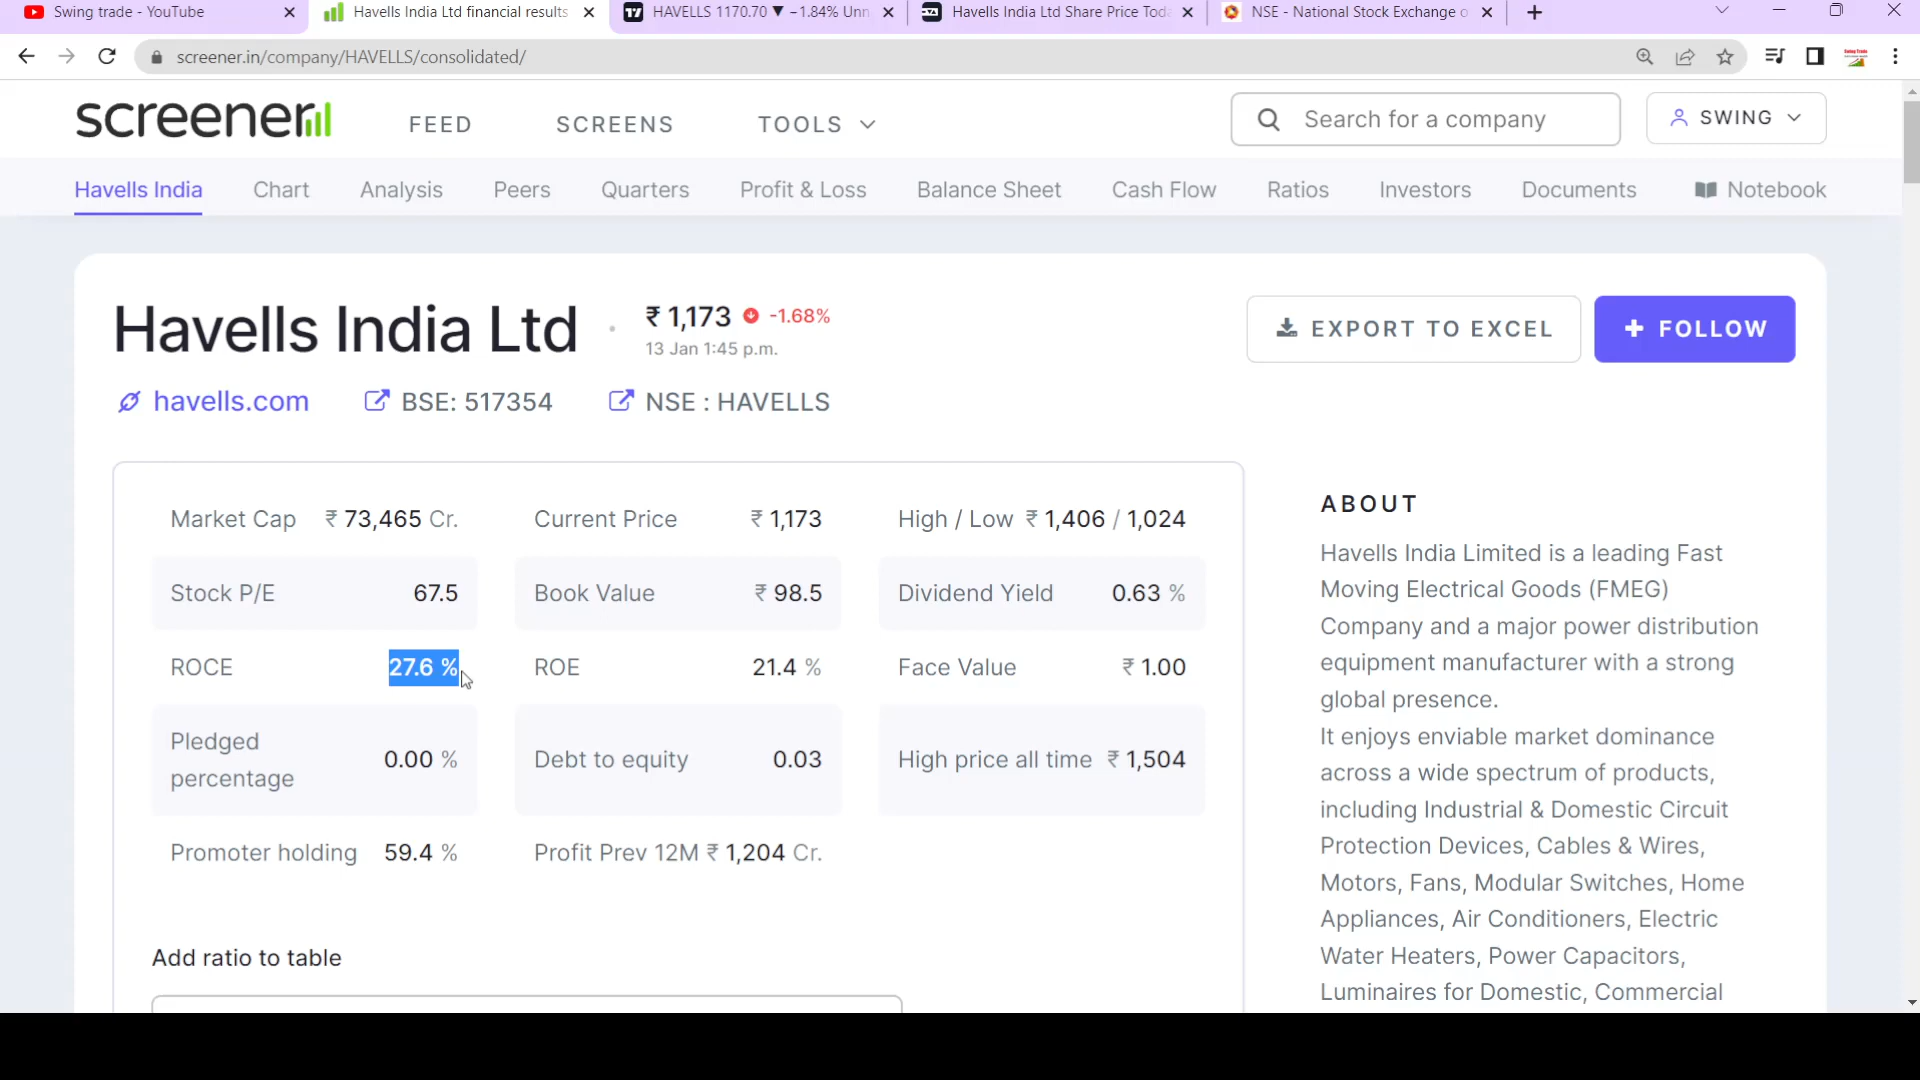 Swing trade - YouTube
Havells India Ltd financial results
HAVELLS 1170.70 ▼ −1.84% Unn
Havells India Ltd Share Price Toda
NSE - National Stock Exchange o
screener.in/company/HAVELLS/consolidated/
screener
FEED
SCREENS
TOOLS
Search for a company
SWING
Havells India
Chart
Analysis
Peers
Quarters
Profit & Loss
Balance Sheet
Cash Flow
Ratios
Investors
Documents
Notebook
Havells India Ltd
₹ 1,173 -1.68%
13 Jan 1:45 p.m.
EXPORT TO EXCEL
+ FOLLOW
havells.com
BSE: 517354
NSE : HAVELLS
Market Cap ₹ 73,465 Cr.
Current Price ₹ 1,173
High / Low ₹ 1,406 / 1,024
Stock P/E 67.5
Book Value ₹ 98.5
Dividend Yield 0.63 %
ROCE 27.6 %
ROE 21.4 %
Face Value ₹ 1.00
Pledged
percentage 0.00 %
Debt to equity 0.03
High price all time ₹ 1,504
Promoter holding 59.4 %
Profit Prev 12M ₹ 1,204 Cr.
Add ratio to table
ABOUT
Havells India Limited is a leading Fast
Moving Electrical Goods (FMEG)
Company and a major power distribution
equipment manufacturer with a strong
global presence.
It enjoys enviable market dominance
across a wide spectrum of products,
including Industrial & Domestic Circuit
Protection Devices, Cables & Wires,
Motors, Fans, Modular Switches, Home
Appliances, Air Conditioners, Electric
Water Heaters, Power Capacitors,
Luminaires for Domestic, Commercial